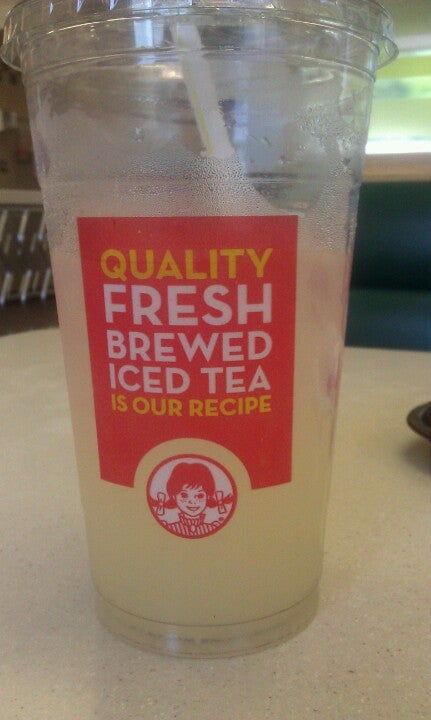 QUALITY
FRESH
BREWED
ICED TEA
IS OUR RECIPE